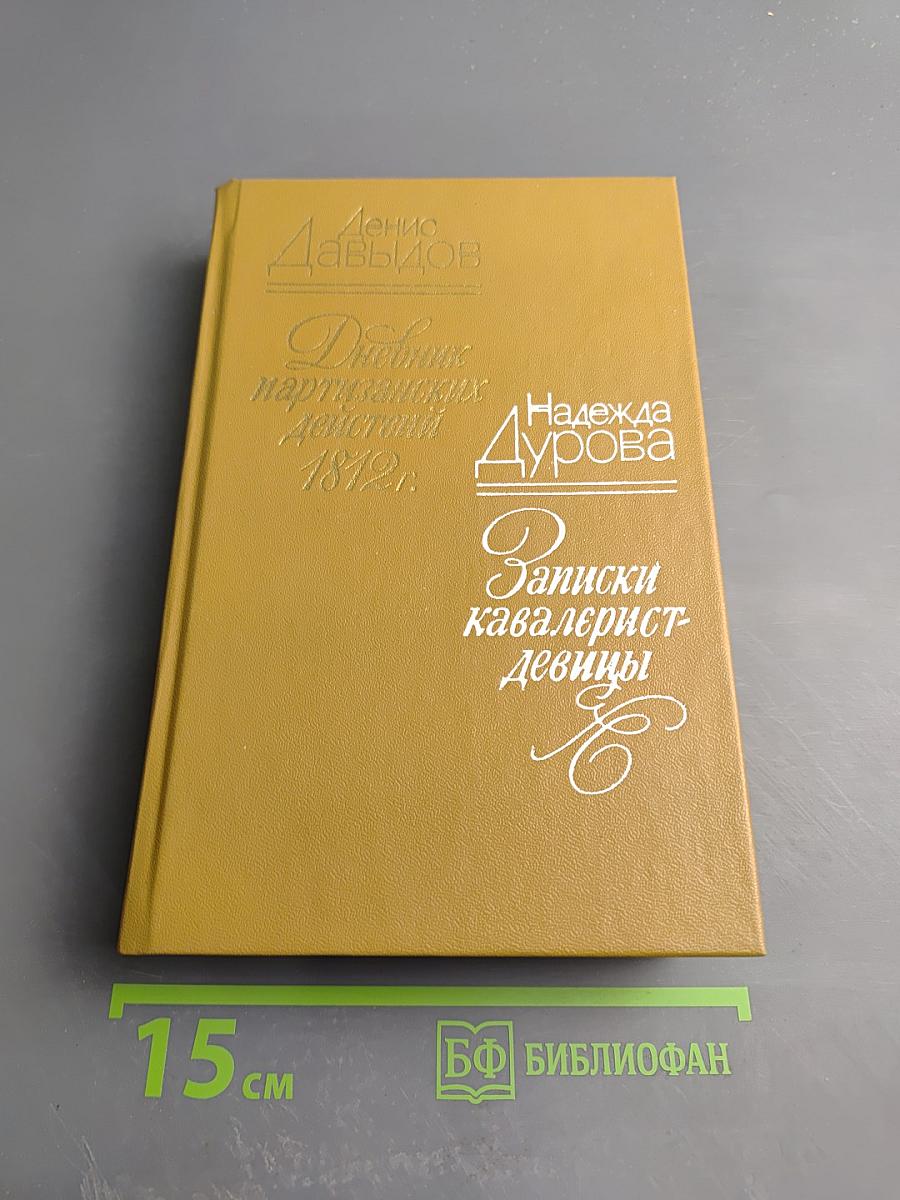 Денис
Давыдов
Дневник
партизанских
действий
1812 г.
Надежда
Дурова
Записки
кавалерист-
девицы
15 см
БФ БИБЛИОФАН